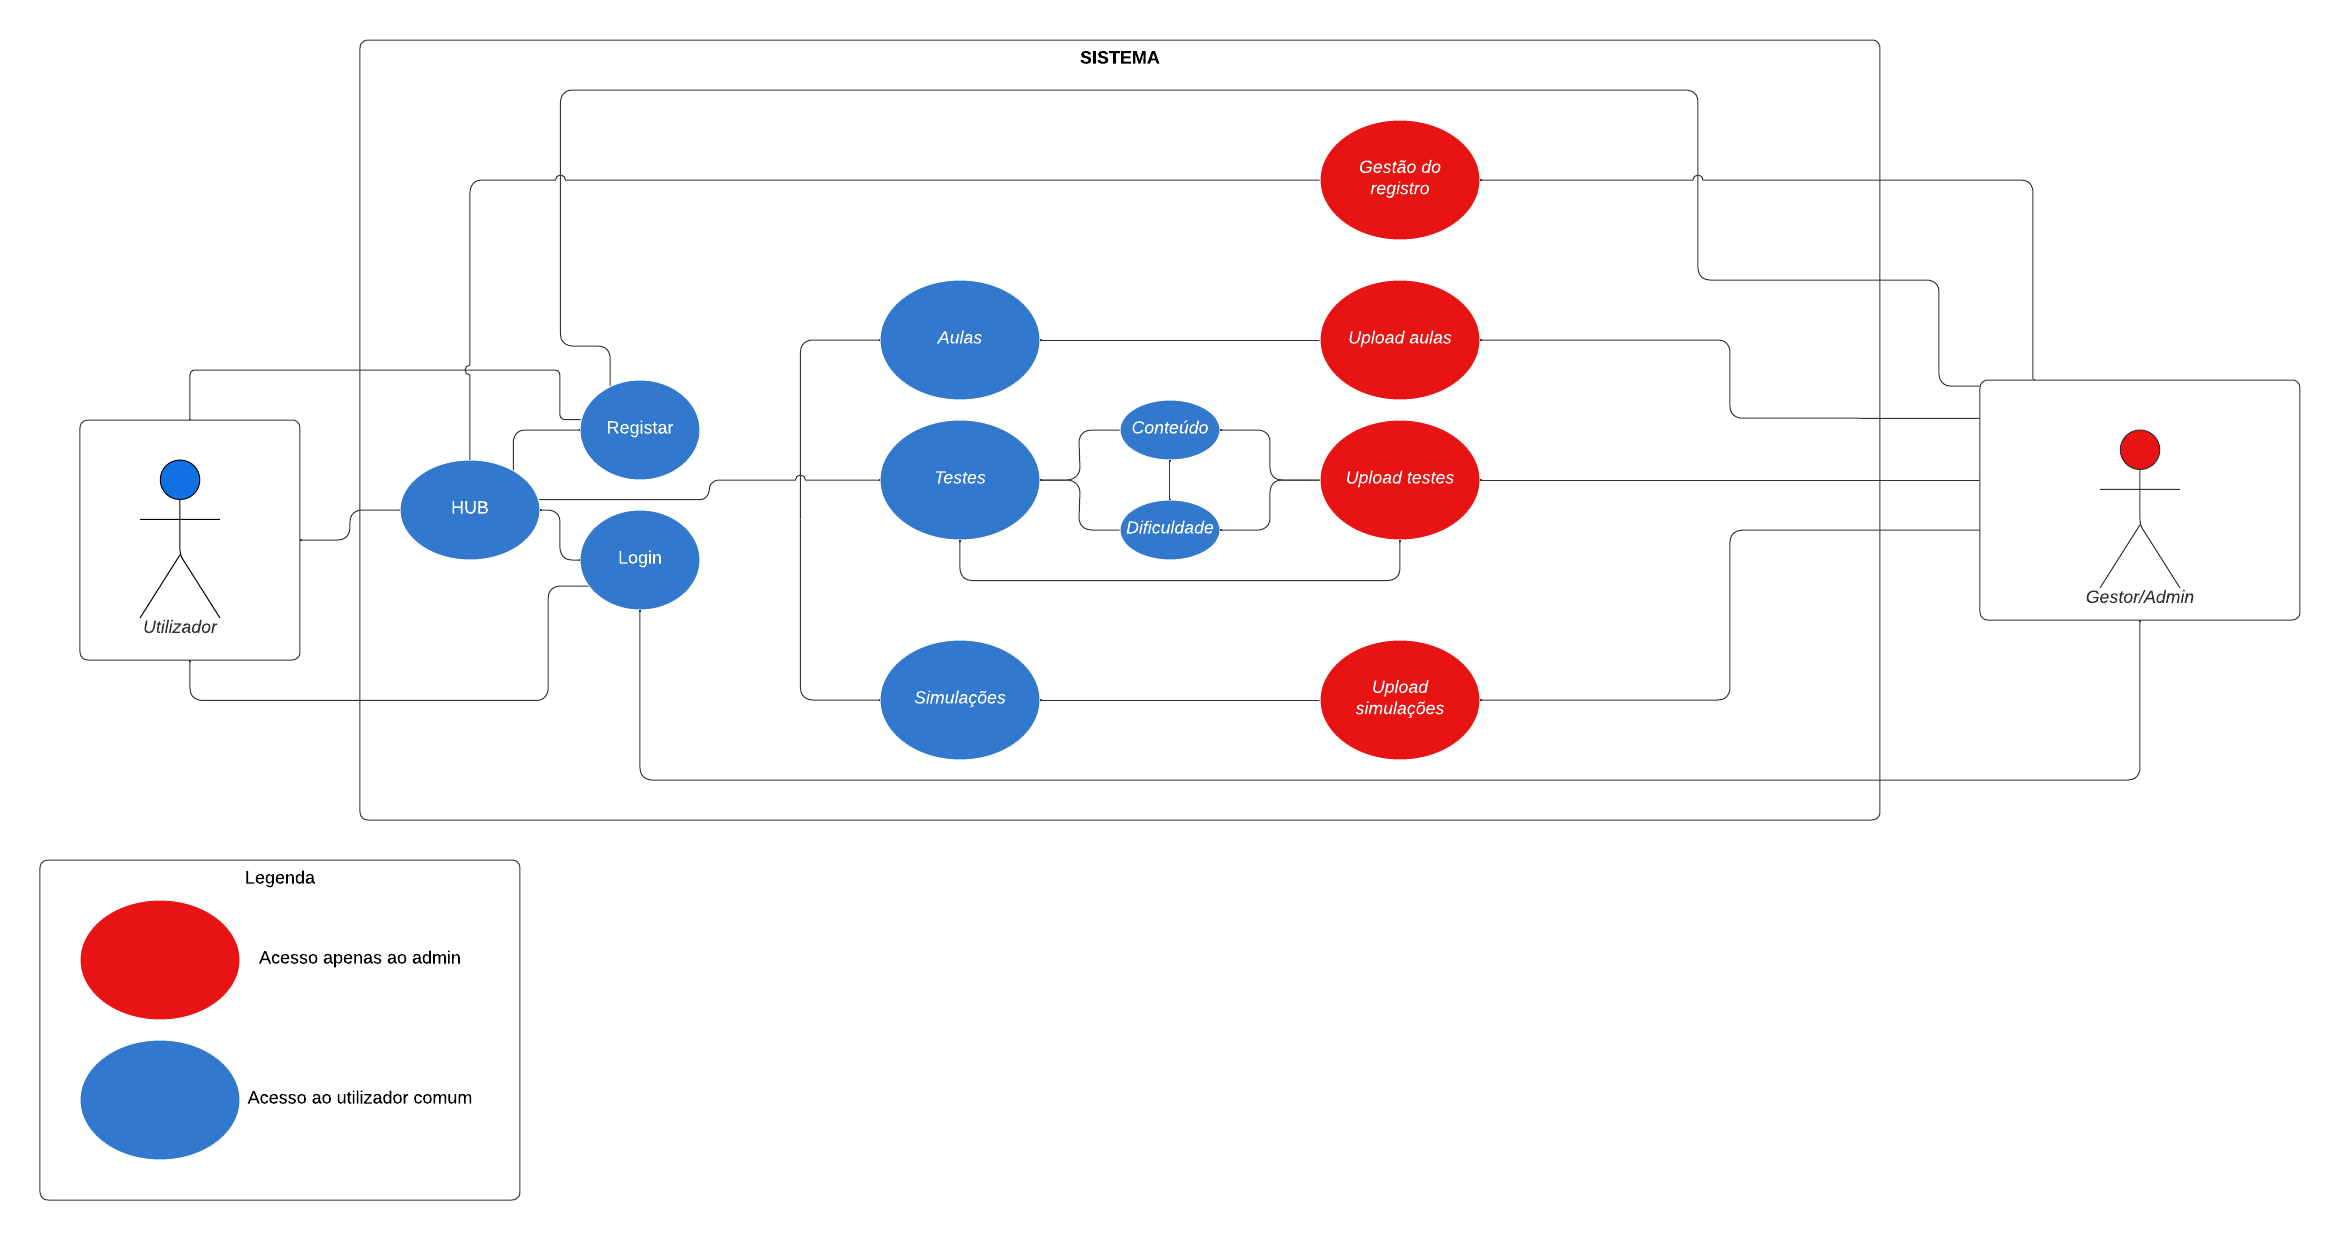 SISTEMA
Gestão do
registro
Aulas
Upload aulas
Registar
Conteúdo
HUB
Testes
Upload testes
Dificuldade
Login
Utilizador
Gestor/Admin
Simulações
Upload
simulações
Legenda
Acesso apenas ao admin
Acesso ao utilizador comum